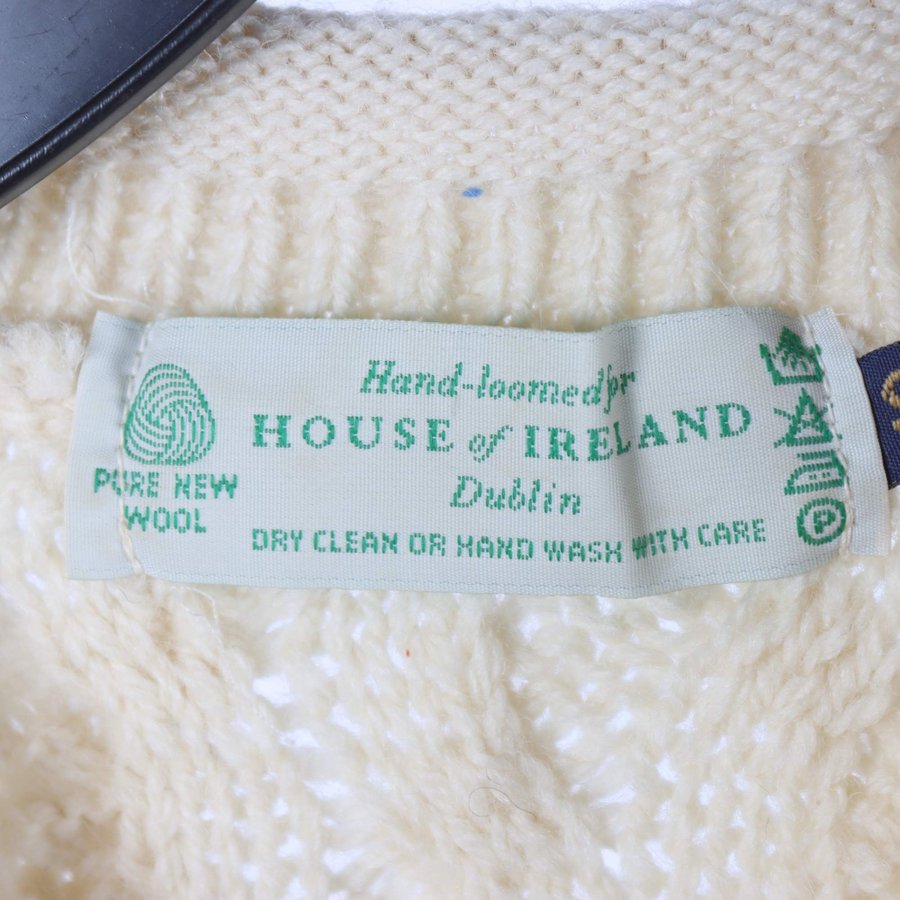 PURE NEW
WOOL
Hand-loomed for
HOUSE of IRELAND
Dublin
DRY CLEAN OR HAND WASH WITH CARE
P